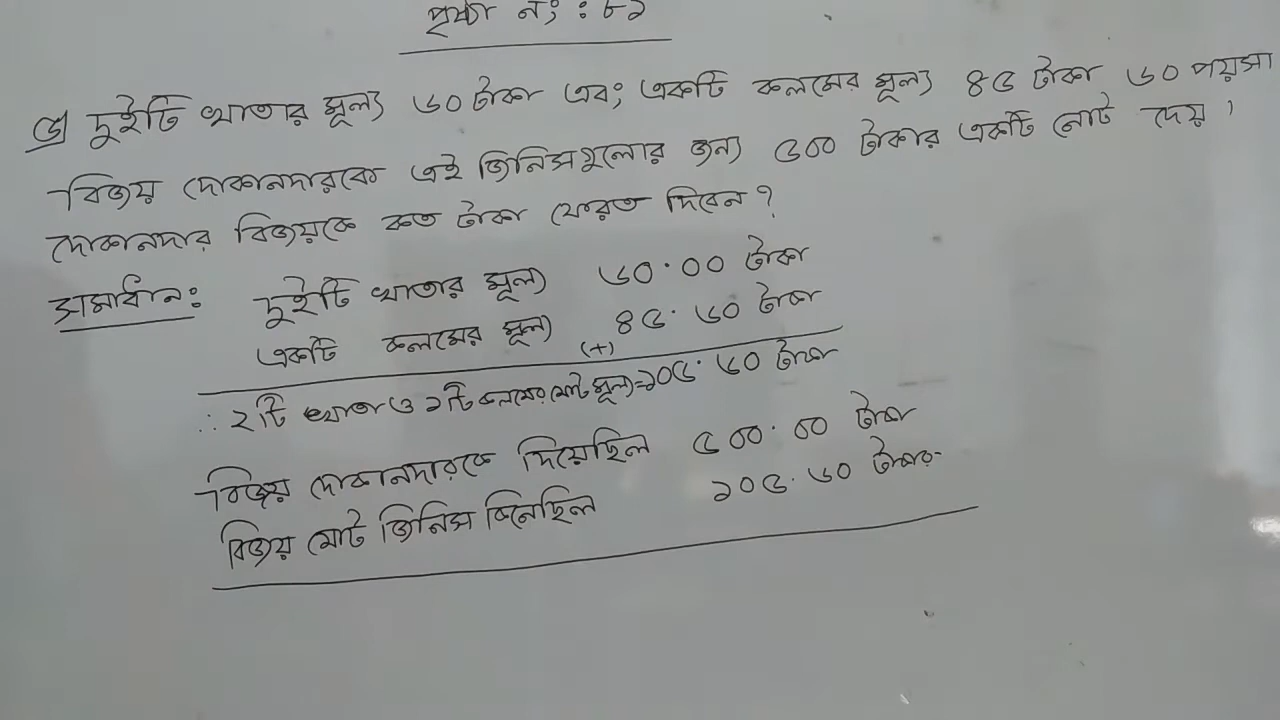 পৃষ্ঠা নং : ৮১
৩) দুইটি খাতার মূল্য ৬০ টাকা এবং একটি কলমের মূল্য ৪৫ টাকা ৬০ পয়সা
বিজয় দোকানদারকে এই জিনিসগুলোর জন্য ৫০০ টাকার একটি নোট দেয়।
দোকানদার বিজয়কে কত টাকা ফেরত দিবেন?
সমাধান: দুইটি খাতার মূল্য ৬০.০০ টাকা
একটি কলমের মূল্য (+) ৪৫.৬০ টাকা
∴ ২টি খাতা ও ১টি কলমের মোট মূল্য=১০৫.৬০ টাকা
বিজয় দোকানদারকে দিয়েছিল ৫০০.০০ টাকা
বিজয় মোট জিনিস কিনেছিল ১০৫.৬০ টাকার